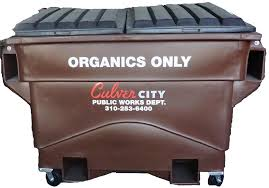 ORGANICS ONLY
Culver CITY
PUBLIC WORKS DEPT.
310-253-6400